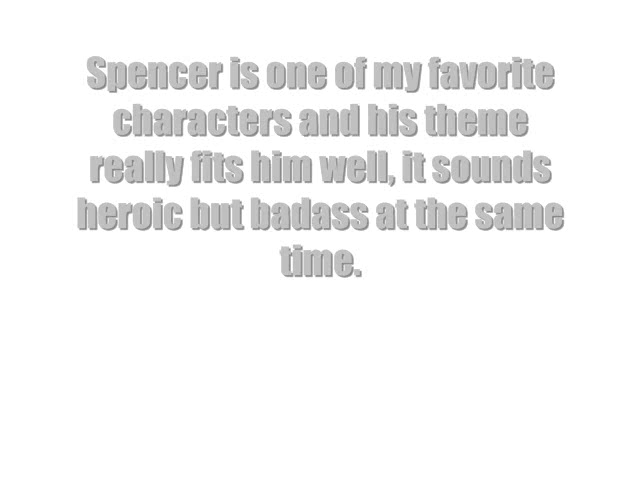 Spencer is one of my favorite
characters and his theme
really fits him well, it sounds
heroic but badass at the same
time.